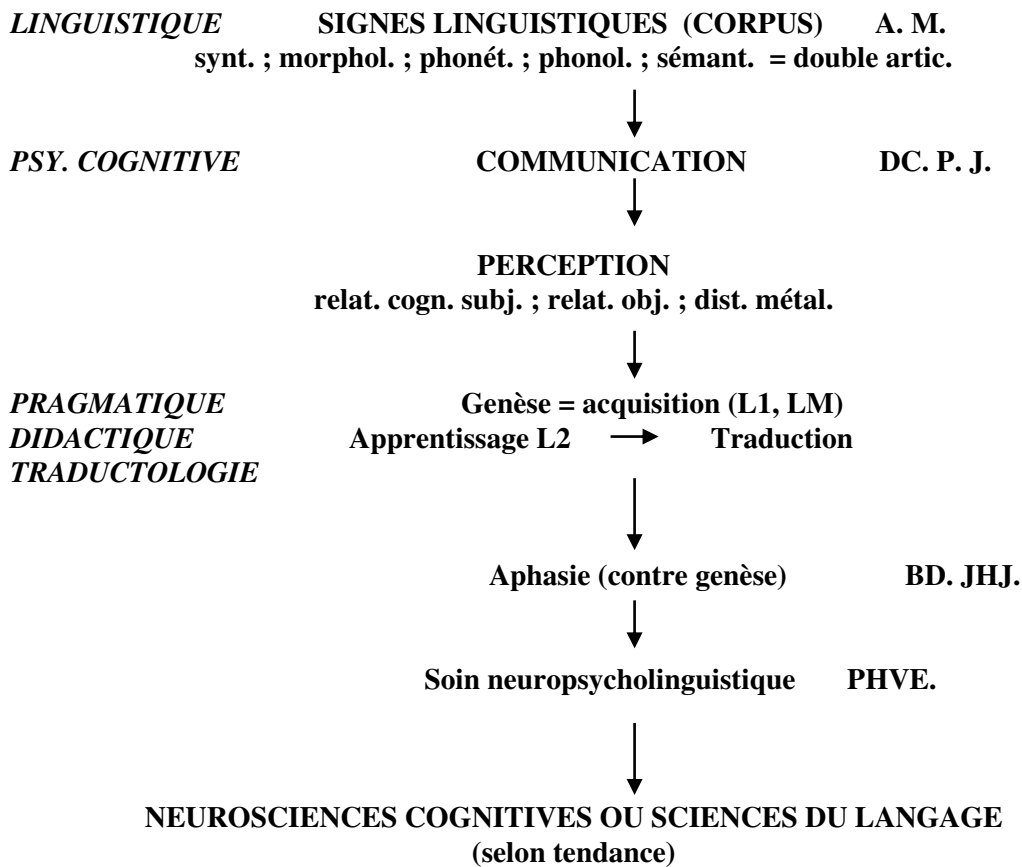 LINGUISTIQUE SIGNES LINGUISTIQUES (CORPUS) A. M.
synt. ; morphol. ; phonét. ; phonol. ; sémant. = double artic.
PSY. COGNITIVE COMMUNICATION DC. P. J.
PERCEPTION
relat. cogn. subj. ; relat. obj. ; dist. métal.
PRAGMATIQUE Genèse = acquisition (L1, LM)
DIDACTIQUE Apprentissage L2 → Traduction
TRADUCTOLOGIE
Aphasie (contre genèse) BD. JHJ.
Soin neuropsycholinguistique PHVE.
NEUROSCIENCES COGNITIVES OU SCIENCES DU LANGAGE
(selon tendance)